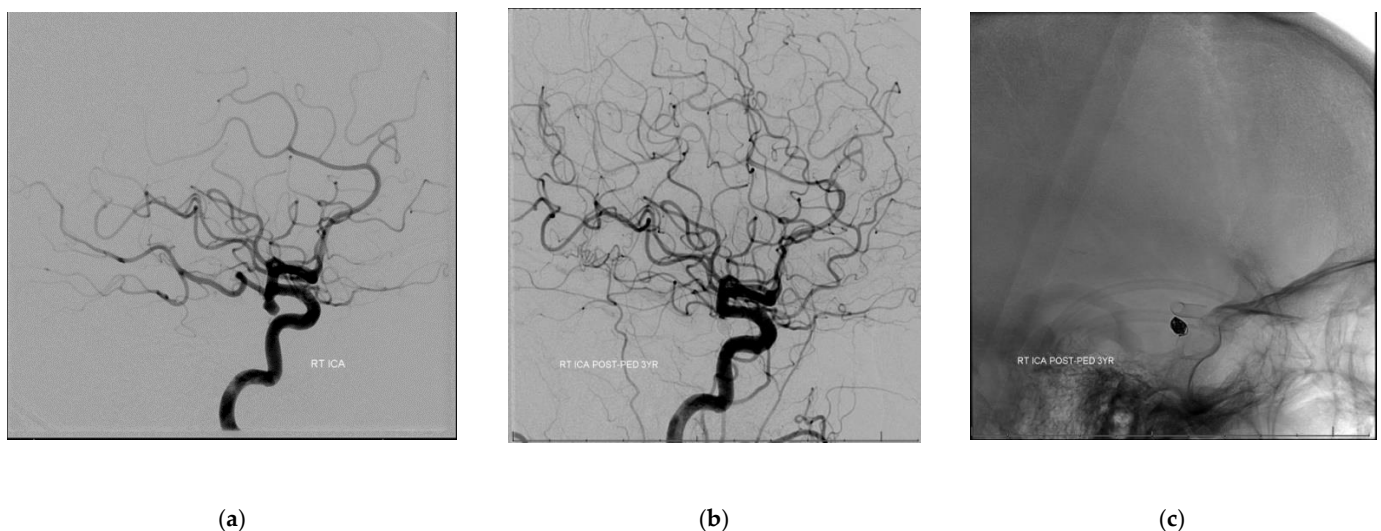 RT ICA
RT ICA POST-PED 3YR
RT ICA POST-PED 3YR
(a)
(b)
(c)